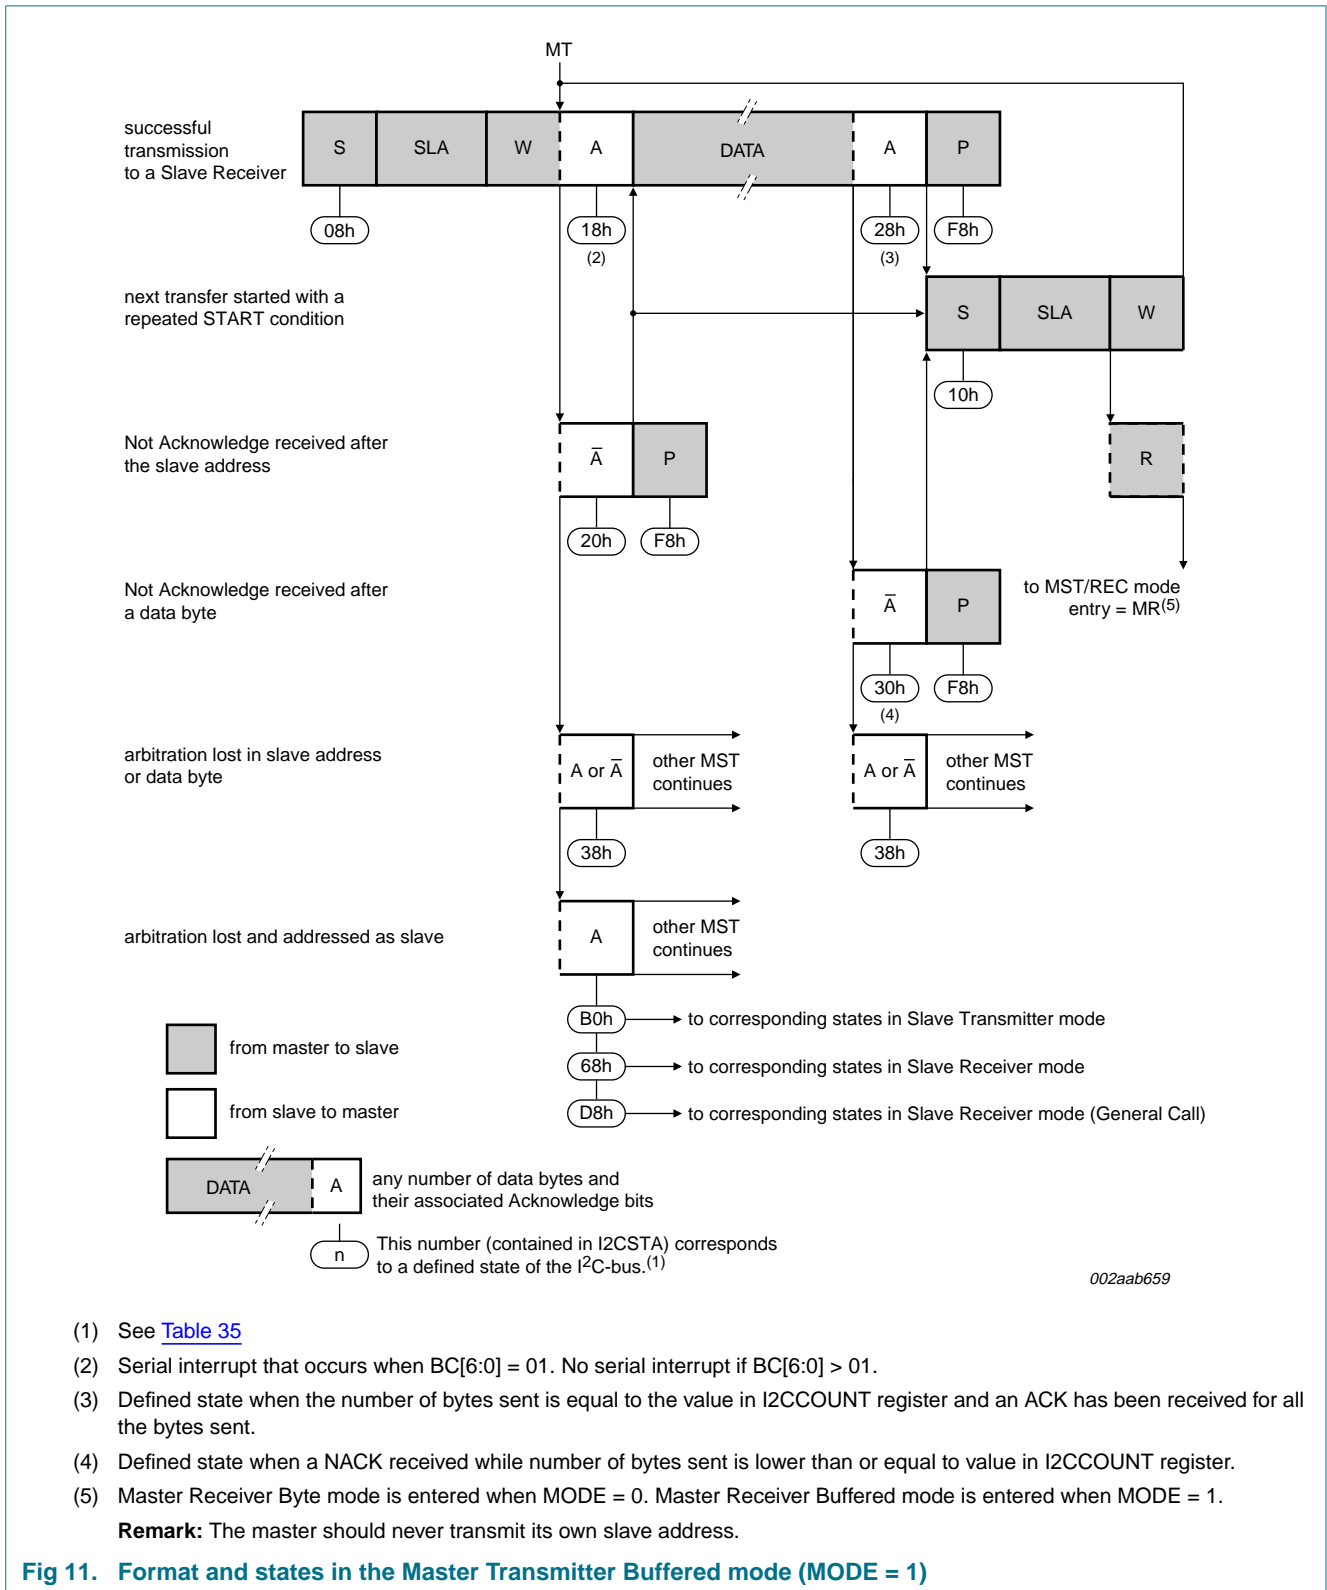 MT
successful
transmission
to a Slave Receiver
S SLA W A DATA A P
08h 18h 28h F8h
(2) (3)
next transfer started with a
repeated START condition
S SLA W
10h
Not Acknowledge received after
the slave address
A̅ P R
20h F8h
Not Acknowledge received after
a data byte
A̅ P
to MST/REC mode
entry = MR(5)
30h F8h
(4)
arbitration lost in slave address
or data byte
A or A̅ other MST
continues
A or A̅ other MST
continues
38h 38h
arbitration lost and addressed as slave
A other MST
continues
B0h to corresponding states in Slave Transmitter mode
from master to slave
68h to corresponding states in Slave Receiver mode
from slave to master
D8h to corresponding states in Slave Receiver mode (General Call)
DATA A any number of data bytes and
their associated Acknowledge bits
n This number (contained in I2CSTA) corresponds
to a defined state of the I2C-bus.(1)
002aab659
(1) See Table 35
(2) Serial interrupt that occurs when BC[6:0] = 01. No serial interrupt if BC[6:0] > 01.
(3) Defined state when the number of bytes sent is equal to the value in I2CCOUNT register and an ACK has been received for all
the bytes sent.
(4) Defined state when a NACK received while number of bytes sent is lower than or equal to value in I2CCOUNT register.
(5) Master Receiver Byte mode is entered when MODE = 0. Master Receiver Buffered mode is entered when MODE = 1.
Remark: The master should never transmit its own slave address.
Fig 11. Format and states in the Master Transmitter Buffered mode (MODE = 1)